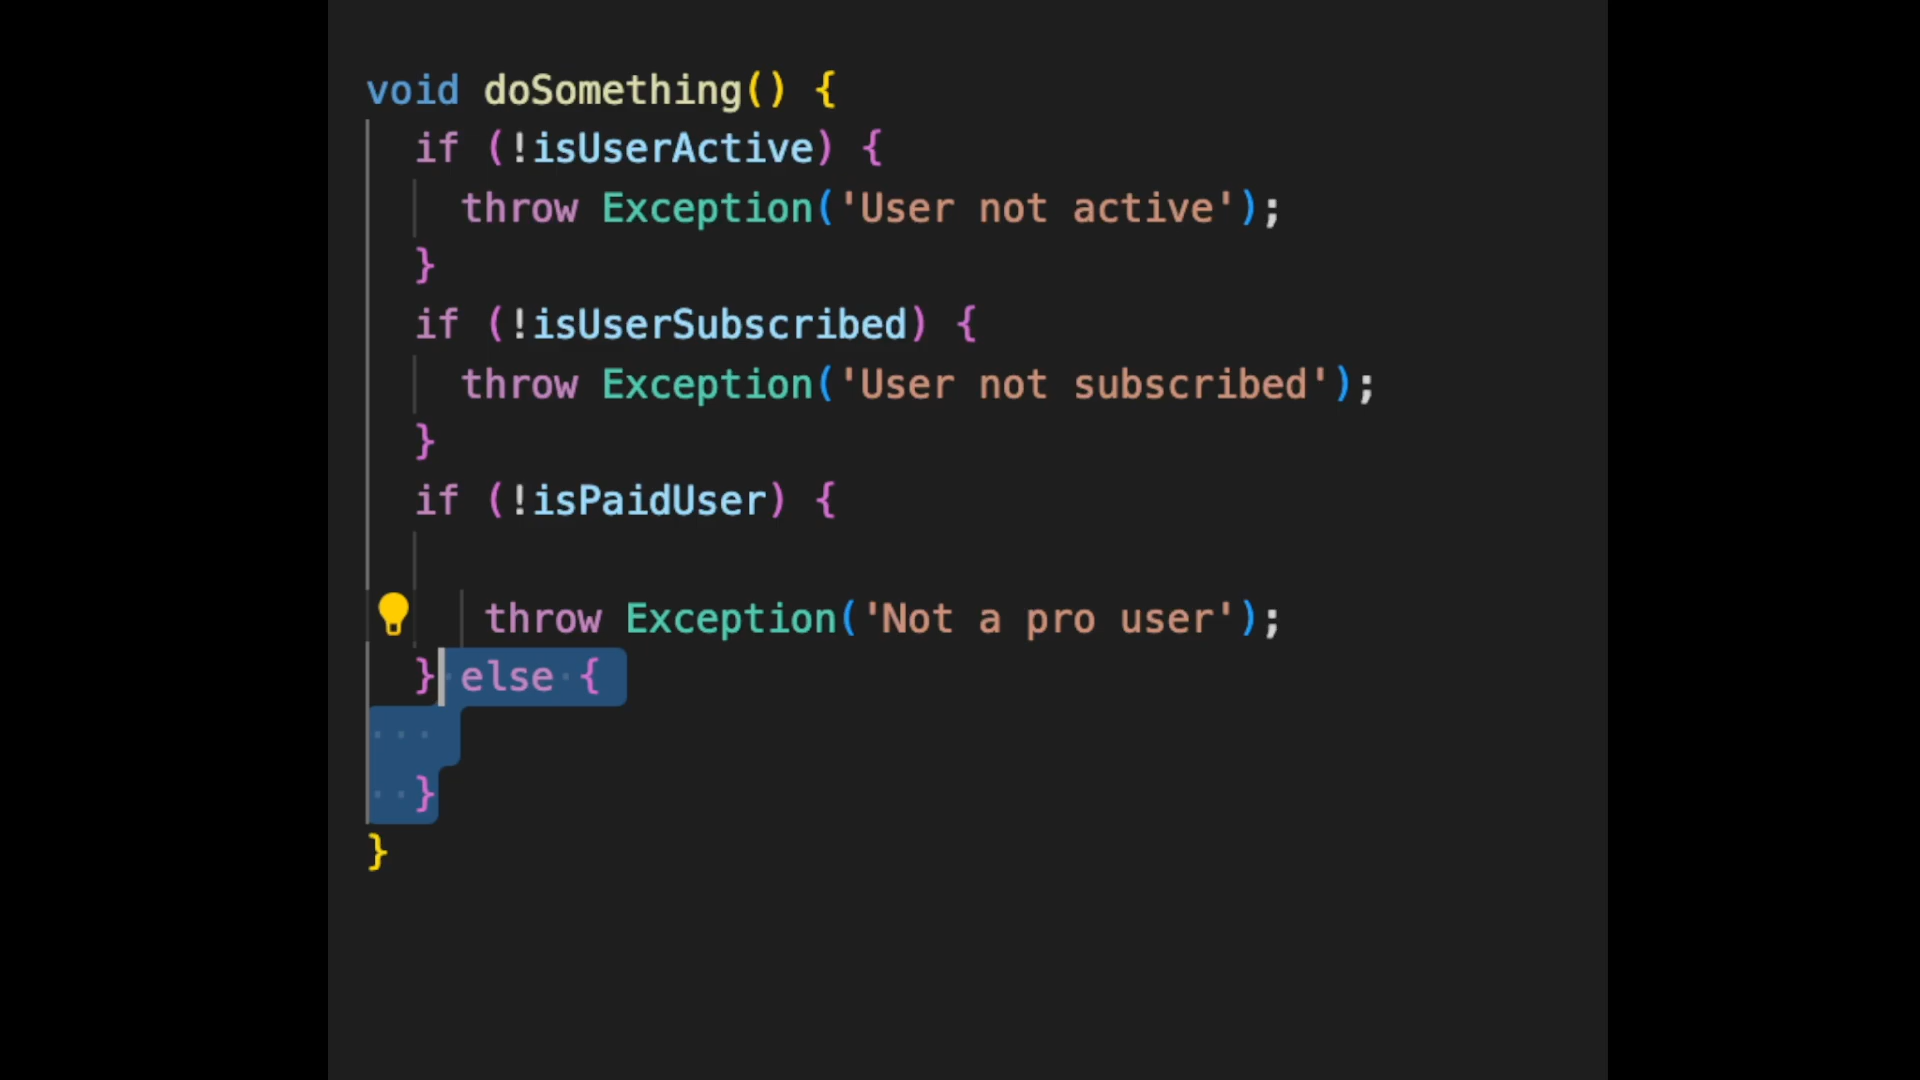 void doSomething() {
if (!isUserActive) {
throw Exception('User not active');
}
if (!isUserSubscribed) {
throw Exception('User not subscribed');
}
if (!isPaidUser) {
throw Exception('Not a pro user');
} else {
}
}